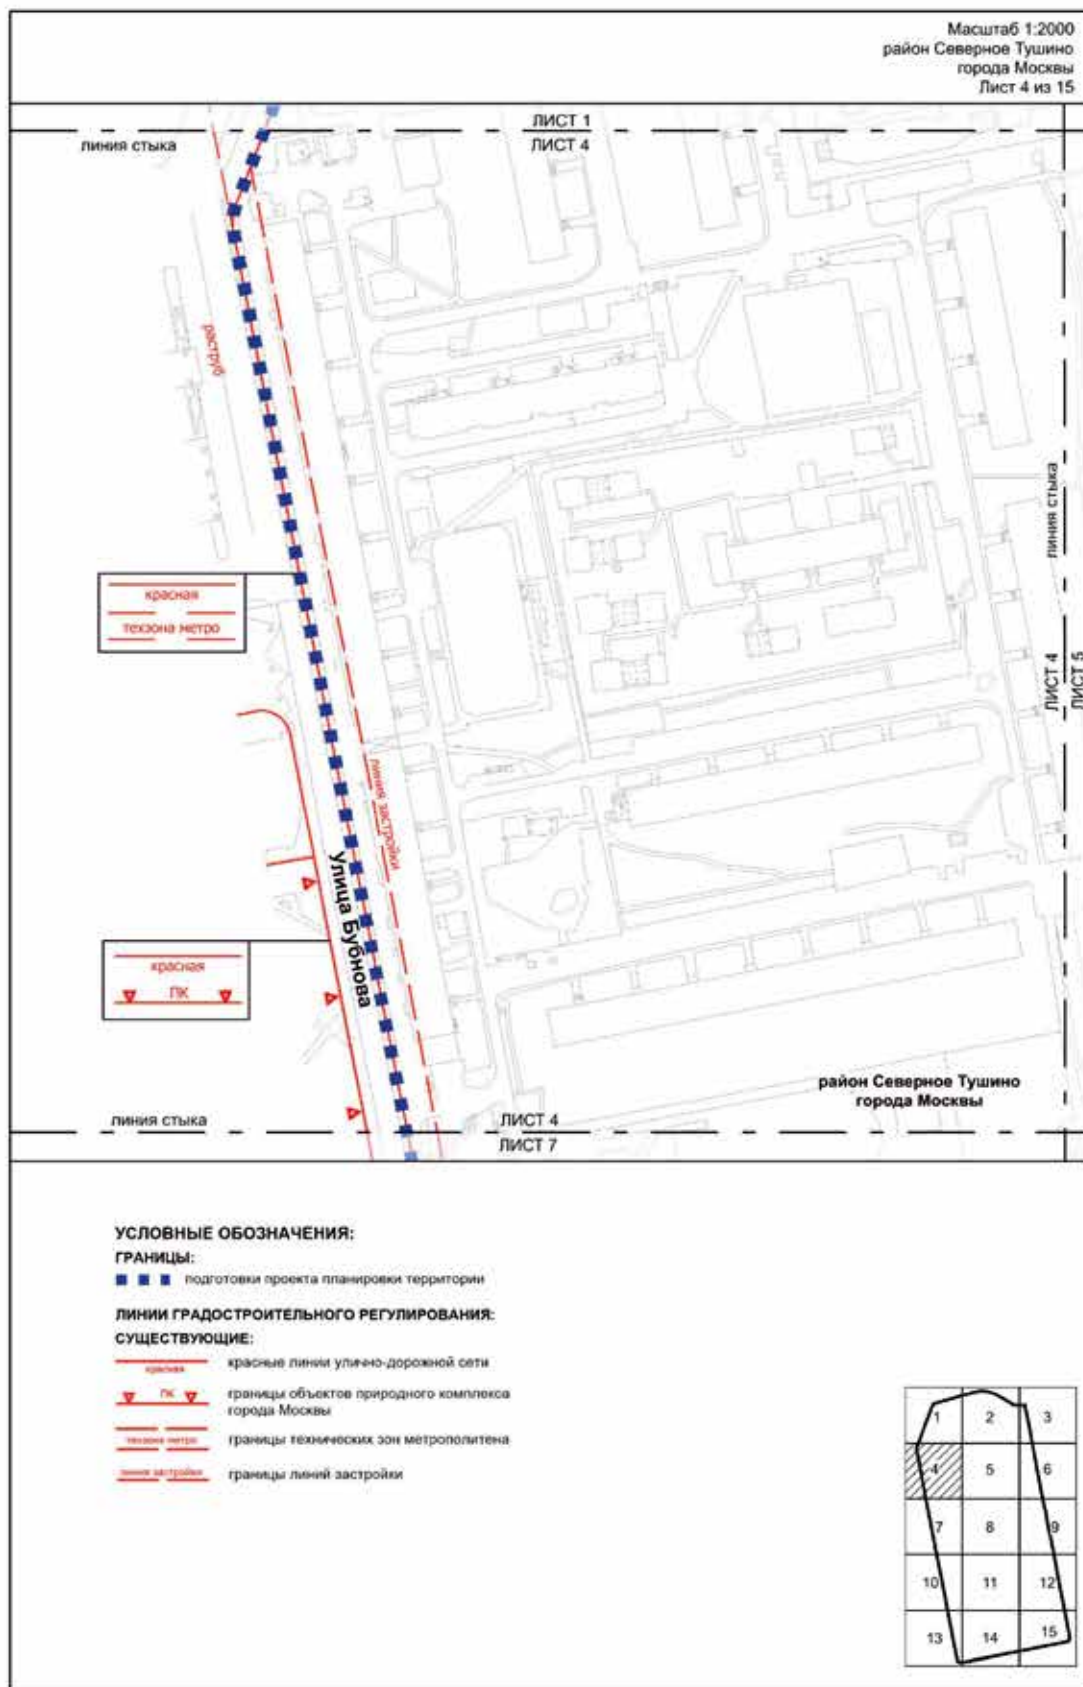 Масштаб 1:2000
район Северное Тушино
города Москвы
Лист 4 из 15
ЛИСТ 1
линия стыка
ЛИСТ 4
раструб
линия стыка
красная
техзона метро
ЛИСТ 4
ЛИСТ 5
линия застройки
Улица Бубнова
красная
ПК
район Северное Тушино
города Москвы
линия стыка
ЛИСТ 4
ЛИСТ 7
УСЛОВНЫЕ ОБОЗНАЧЕНИЯ:
ГРАНИЦЫ:
подготовки проекта планировки территории
ЛИНИИ ГРАДОСТРОИТЕЛЬНОГО РЕГУЛИРОВАНИЯ:
СУЩЕСТВУЮЩИЕ:
красная
красные линии улично-дорожной сети
ПК
границы объектов природного комплекса
города Москвы
техзона метро
границы технических зон метрополитена
линия застройки
границы линий застройки
1 2 3
4 5 6
7 8 9
10 11 12
13 14 15